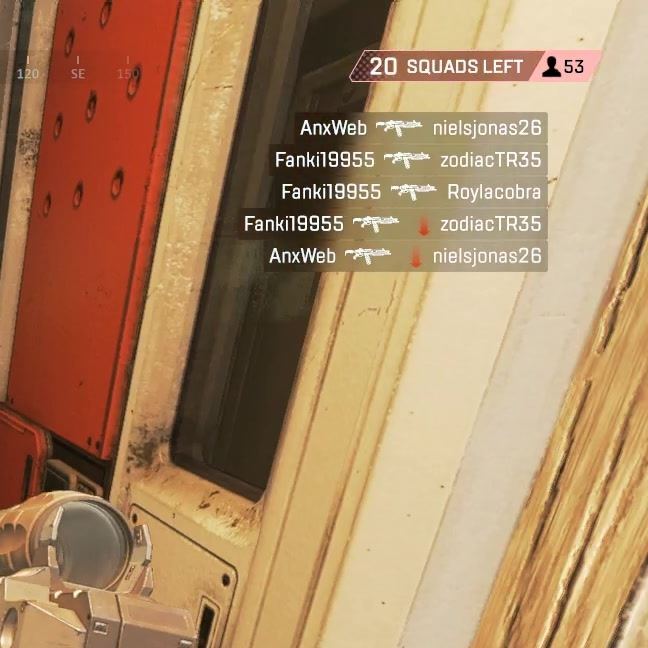 20 SQUADS LEFT 53
120 SE 150
AnxWeb nielsjonas26
Fanki19955 zodiacTR35
Fanki19955 Roylacobra
Fanki19955 zodiacTR35
AnxWeb nielsjonas26